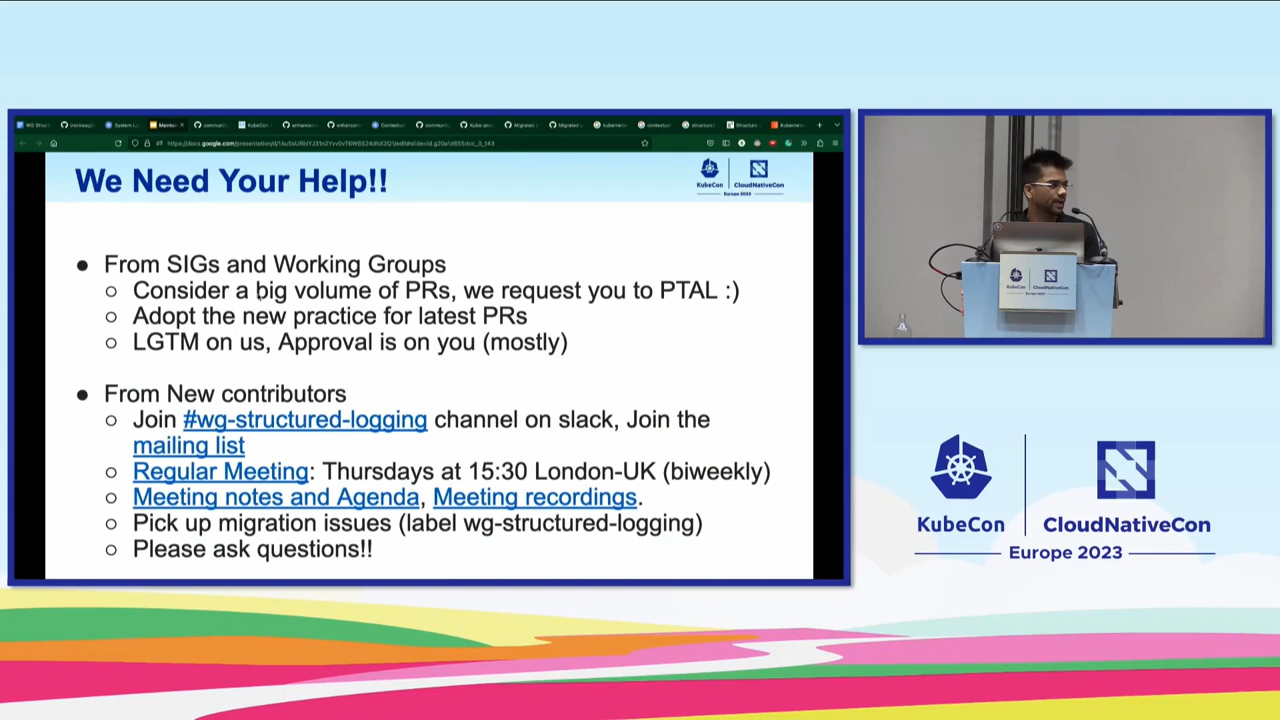 We Need Your Help!!
KubeCon
CloudNativeCon
Europe 2023
● From SIGs and Working Groups
○ Consider a big volume of PRs, we request you to PTAL :)
○ Adopt the new practice for latest PRs
○ LGTM on us, Approval is on you (mostly)
● From New contributors
○ Join #wg-structured-logging channel on slack, Join the
mailing list
○ Regular Meeting: Thursdays at 15:30 London-UK (biweekly)
○ Meeting notes and Agenda, Meeting recordings.
○ Pick up migration issues (label wg-structured-logging)
○ Please ask questions!!
KubeCon
CloudNativeCon
Europe 2023
KubeCon
CloudNativeCon
Europe 2023